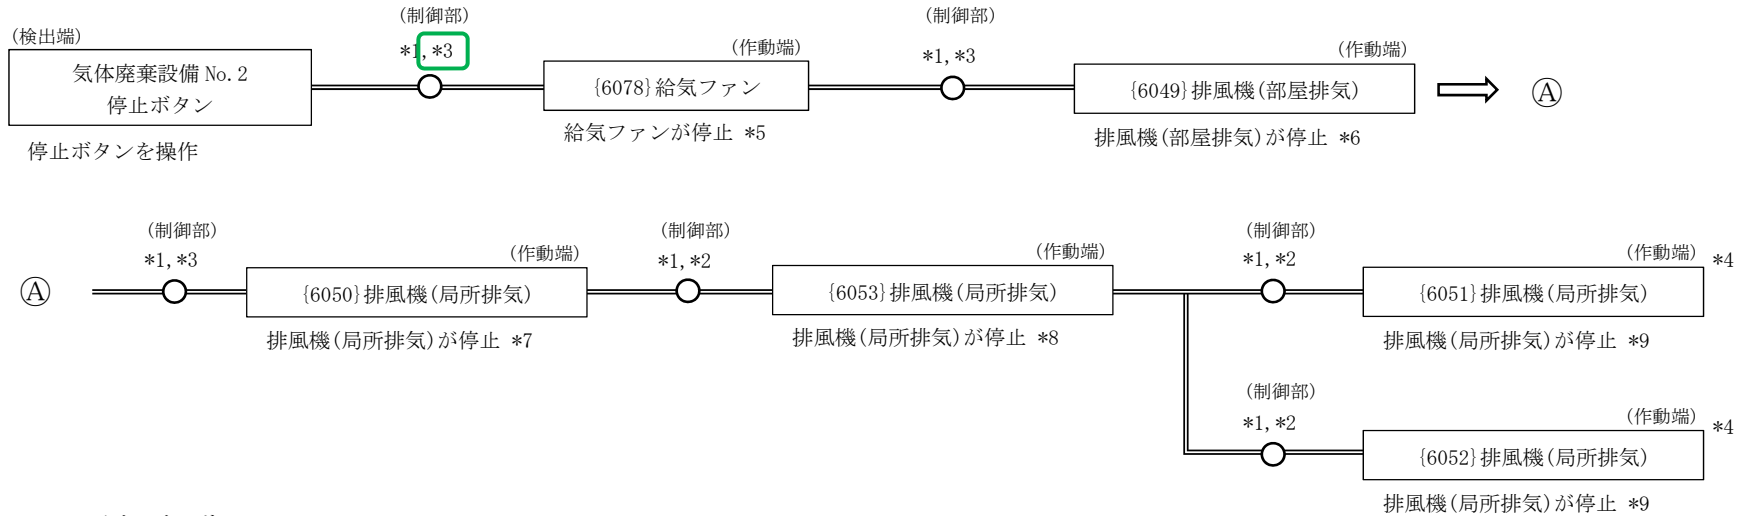 (制御部)
(制御部)
(検出端)
*1, *3
(作動端)
*1, *3
(作動端)
気体廃棄設備 No. 2
停止ボタン
{6078}給気ファン
{6049}排風機(部屋排気)
Ⓐ
停止ボタンを操作
給気ファンが停止 *5
排風機(部屋排気)が停止 *6
(制御部)
(制御部)
(制御部)
*1, *3
(作動端)
*1, *2
(作動端)
*1, *2
(作動端)
*4
Ⓐ
{6050}排風機(局所排気)
{6053}排風機(局所排気)
{6051}排風機(局所排気)
排風機(局所排気)が停止 *7
排風機(局所排気)が停止 *8
排風機(局所排気)が停止 *9
(制御部)
*1, *2
(作動端)
*4
{6052}排風機(局所排気)
排風機(局所排気)が停止 *9